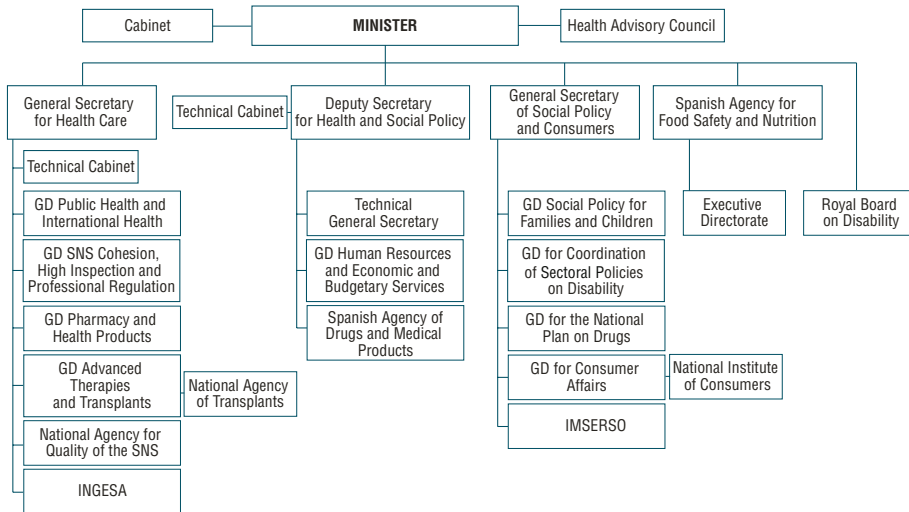 Cabinet
MINISTER
Health Advisory Council
General Secretary
for Health Care
Technical Cabinet
Deputy Secretary
for Health and Social Policy
General Secretary
of Social Policy
and Consumers
Spanish Agency for
Food Safety and Nutrition
Technical Cabinet
GD Public Health and
International Health
GD SNS Cohesion,
High Inspection and
Professional Regulation
GD Pharmacy and
Health Products
GD Advanced
Therapies
and Transplants
National Agency
of Transplants
National Agency for
Quality of the SNS
INGESA
Technical
General Secretary
GD Human Resources
and Economic and
Budgetary Services
Spanish Agency of
Drugs and Medical
Products
GD Social Policy for
Families and Children
GD for Coordination
of Sectoral Policies
on Disability
GD for the National
Plan on Drugs
GD for Consumer
Affairs
National Institute
of Consumers
IMSERSO
Executive
Directorate
Royal Board
on Disability